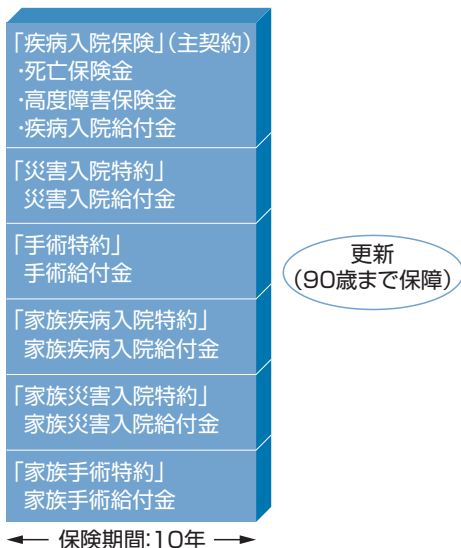 「疾病入院保険」(主契約)
・死亡保険金
・高度障害保険金
・疾病入院給付金
「災害入院特約」
災害入院給付金
「手術特約」
手術給付金
「家族疾病入院特約」
家族疾病入院給付金
「家族災害入院特約」
家族災害入院給付金
「家族手術特約」
家族手術給付金
保険期間:10年
更新
(90歳まで保障)